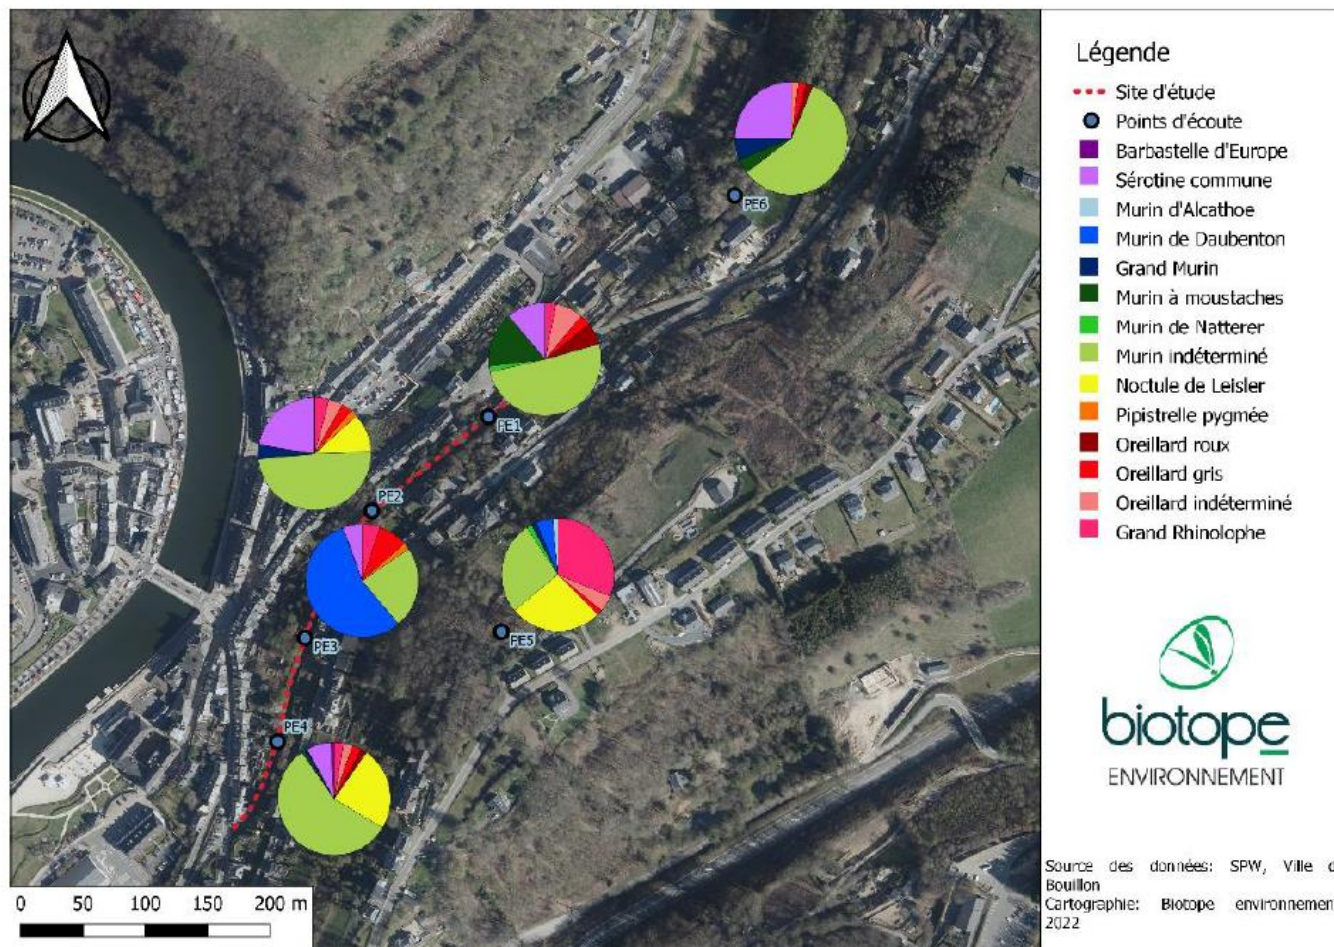 Légende
Site d'étude
Points d'écoute
Barbastelle d'Europe
Sérotine commune
Murin d'Alcathoe
Murin de Daubenton
Grand Murin
Murin à moustaches
Murin de Natterer
Murin indéterminé
Noctule de Leisler
Pipistrelle pygmée
Oreillard roux
Oreillard gris
Oreillard indéterminé
Grand Rhinolophe
PE6
PE1
PE2
PE5
PE3
PE4
biotope
ENVIRONNEMENT
Source des données: SPW, Ville d
Bouillon
Cartographie: Biotope environnemen
2022
0 50 100 150 200 m